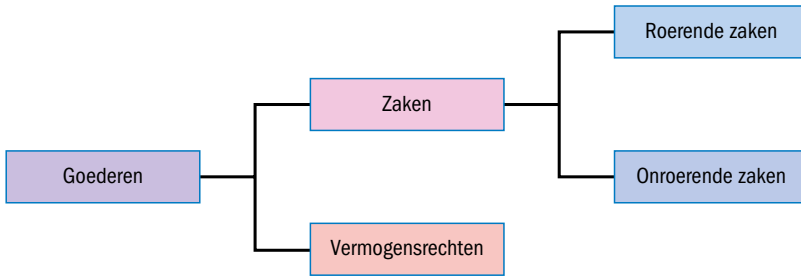 Roerende zaken
Zaken
Goederen
Onroerende zaken
Vermogensrechten